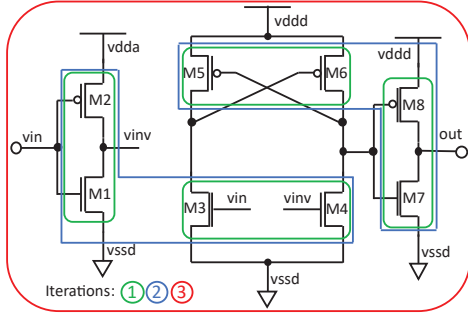 vddd
vdda
vddd
M5
M6
M2
M8
vin
vinv
out
vin
vinv
M1
M3
M4
M7
vssd
vssd
vssd
Iterations: 1 2 3